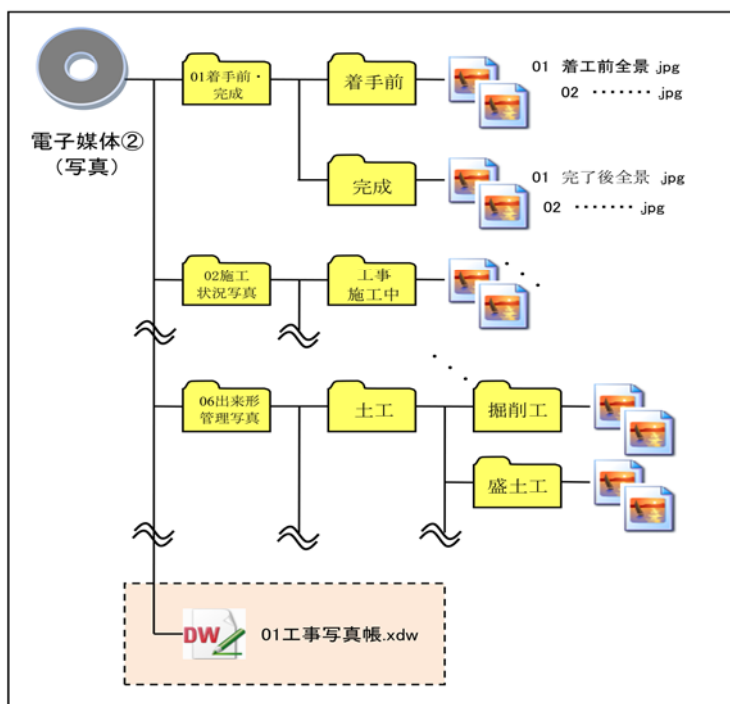 電子媒体②
(写真)
01着手前・
完成
着手前
01 着工前全景 .jpg
02 ・・・・・・・ .jpg
完成
01 完了後全景 .jpg
02 ・・・・・・・ .jpg
02施工
状況写真
工事
施工中
06出来形
管理写真
土工
掘削工
盛土工
DW
01工事写真帳.xdw